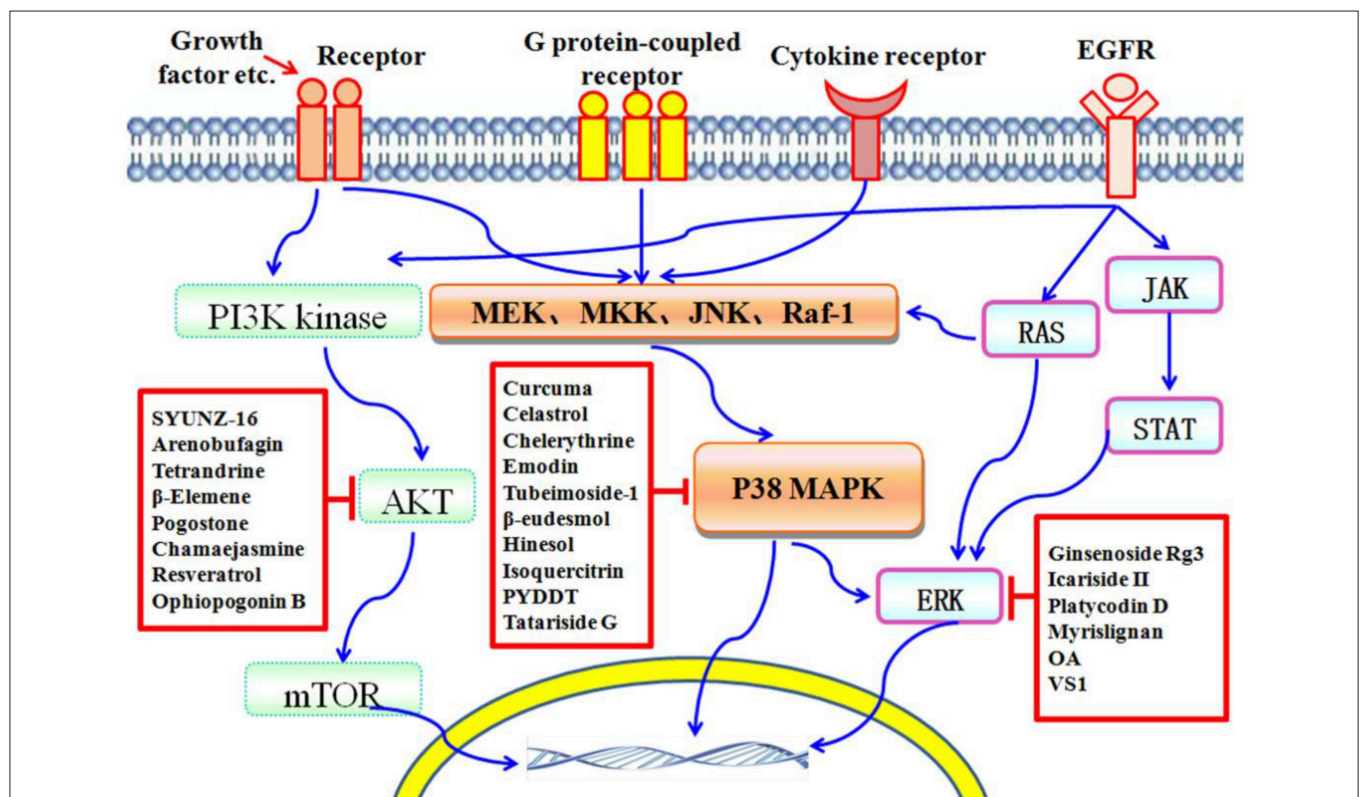 Growth
factor etc.
Receptor
G protein-coupled
receptor
Cytokine receptor
EGFR
PI3K kinase
MEK、MKK、JNK、Raf-1
RAS
JAK
STAT
SYUNZ-16
Arenobufagin
Tetrandrine
β-Elemene
Pogostone
Chamaejasmine
Resveratrol
Ophiopogonin B
AKT
Curcuma
Celastrol
Chelerythrine
Emodin
Tubeimoside-1
β-eudesmol
Hinesol
Isoquercitrin
PYDDT
Tatariside G
P38 MAPK
ERK
Ginsenoside Rg3
Icariside II
Platycodin D
Myrislignan
OA
VS1
mTOR